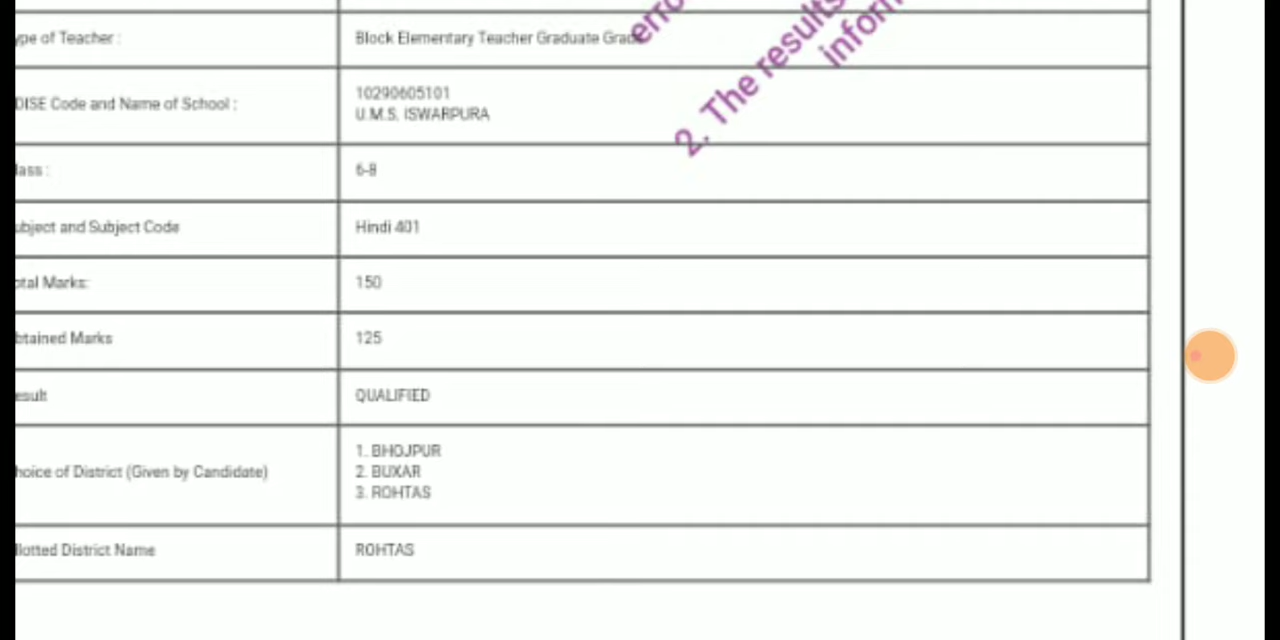 ype of Teacher :
Block Elementary Teacher Graduate Grade
DISE Code and Name of School :
10290605101
U.M.S. ISWARPURA
lass :
6-8
ubject and Subject Code
Hindi 401
otal Marks:
150
btained Marks
125
esult
QUALIFIED
hoice of District (Given by Candidate)
1. BHOJPUR
2. BUXAR
3. ROHTAS
llotted District Name
ROHTAS
erro
2. The results
inform